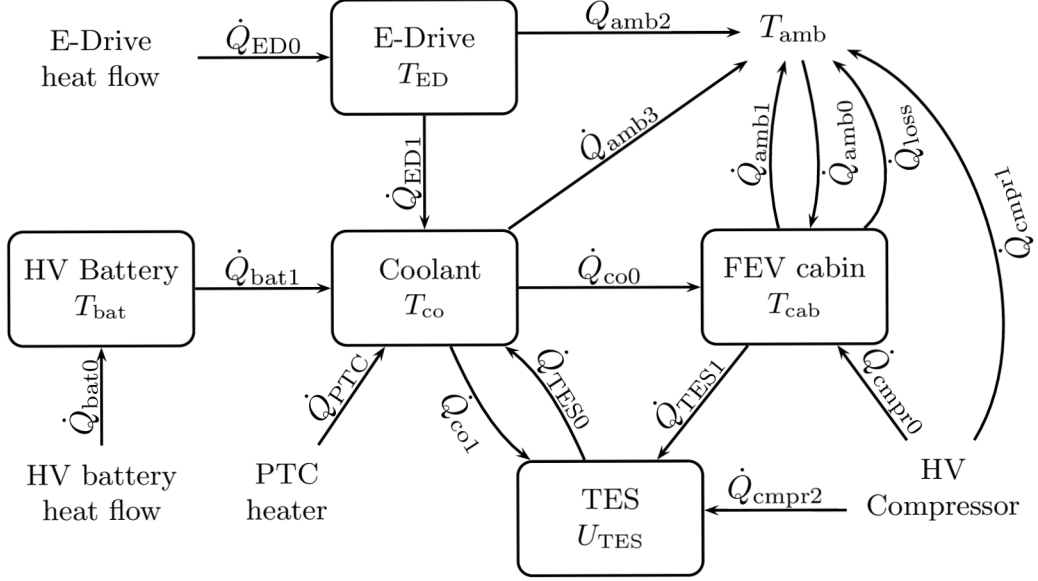 E-Drive
heat flow
Q̇ED0
E-Drive
TED
Q̇amb2
Tamb
Q̇ED1
Q̇amb3
Q̇amb1
Q̇amb0
Q̇loss
Q̇cmpr1
HV Battery
Tbat
Q̇bat1
Coolant
Tco
Q̇co0
FEV cabin
Tcab
Q̇bat0
Q̇PTC
Q̇co1
Q̇TES0
Q̇TES1
Q̇cmpr0
HV battery
heat flow
PTC
heater
TES
UTES
Q̇cmpr2
HV
Compressor